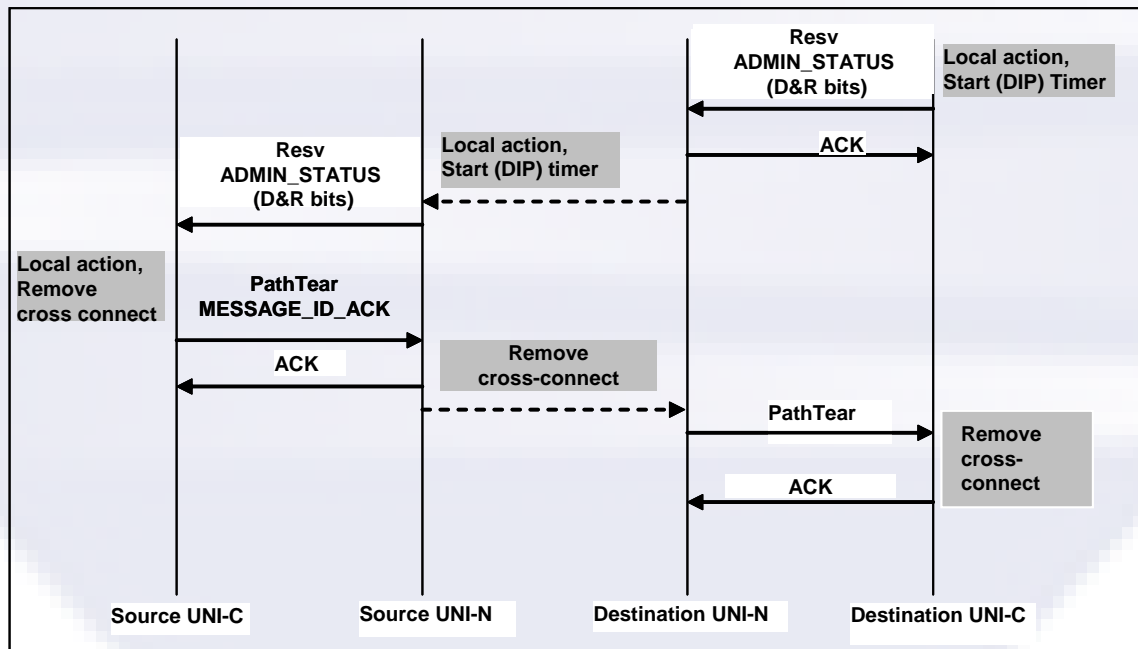 Resv
ADMIN_STATUS
(D&R bits)
Local action,
Start (DIP) Timer
ACK
Resv
ADMIN_STATUS
(D&R bits)
Local action,
Start (DIP) timer
Local action,
Remove
cross connect
PathTear
MESSAGE_ID_ACK
ACK
Remove
cross-connect
PathTear
Remove
cross-
connect
ACK
Source UNI-C
Source UNI-N
Destination UNI-N
Destination UNI-C